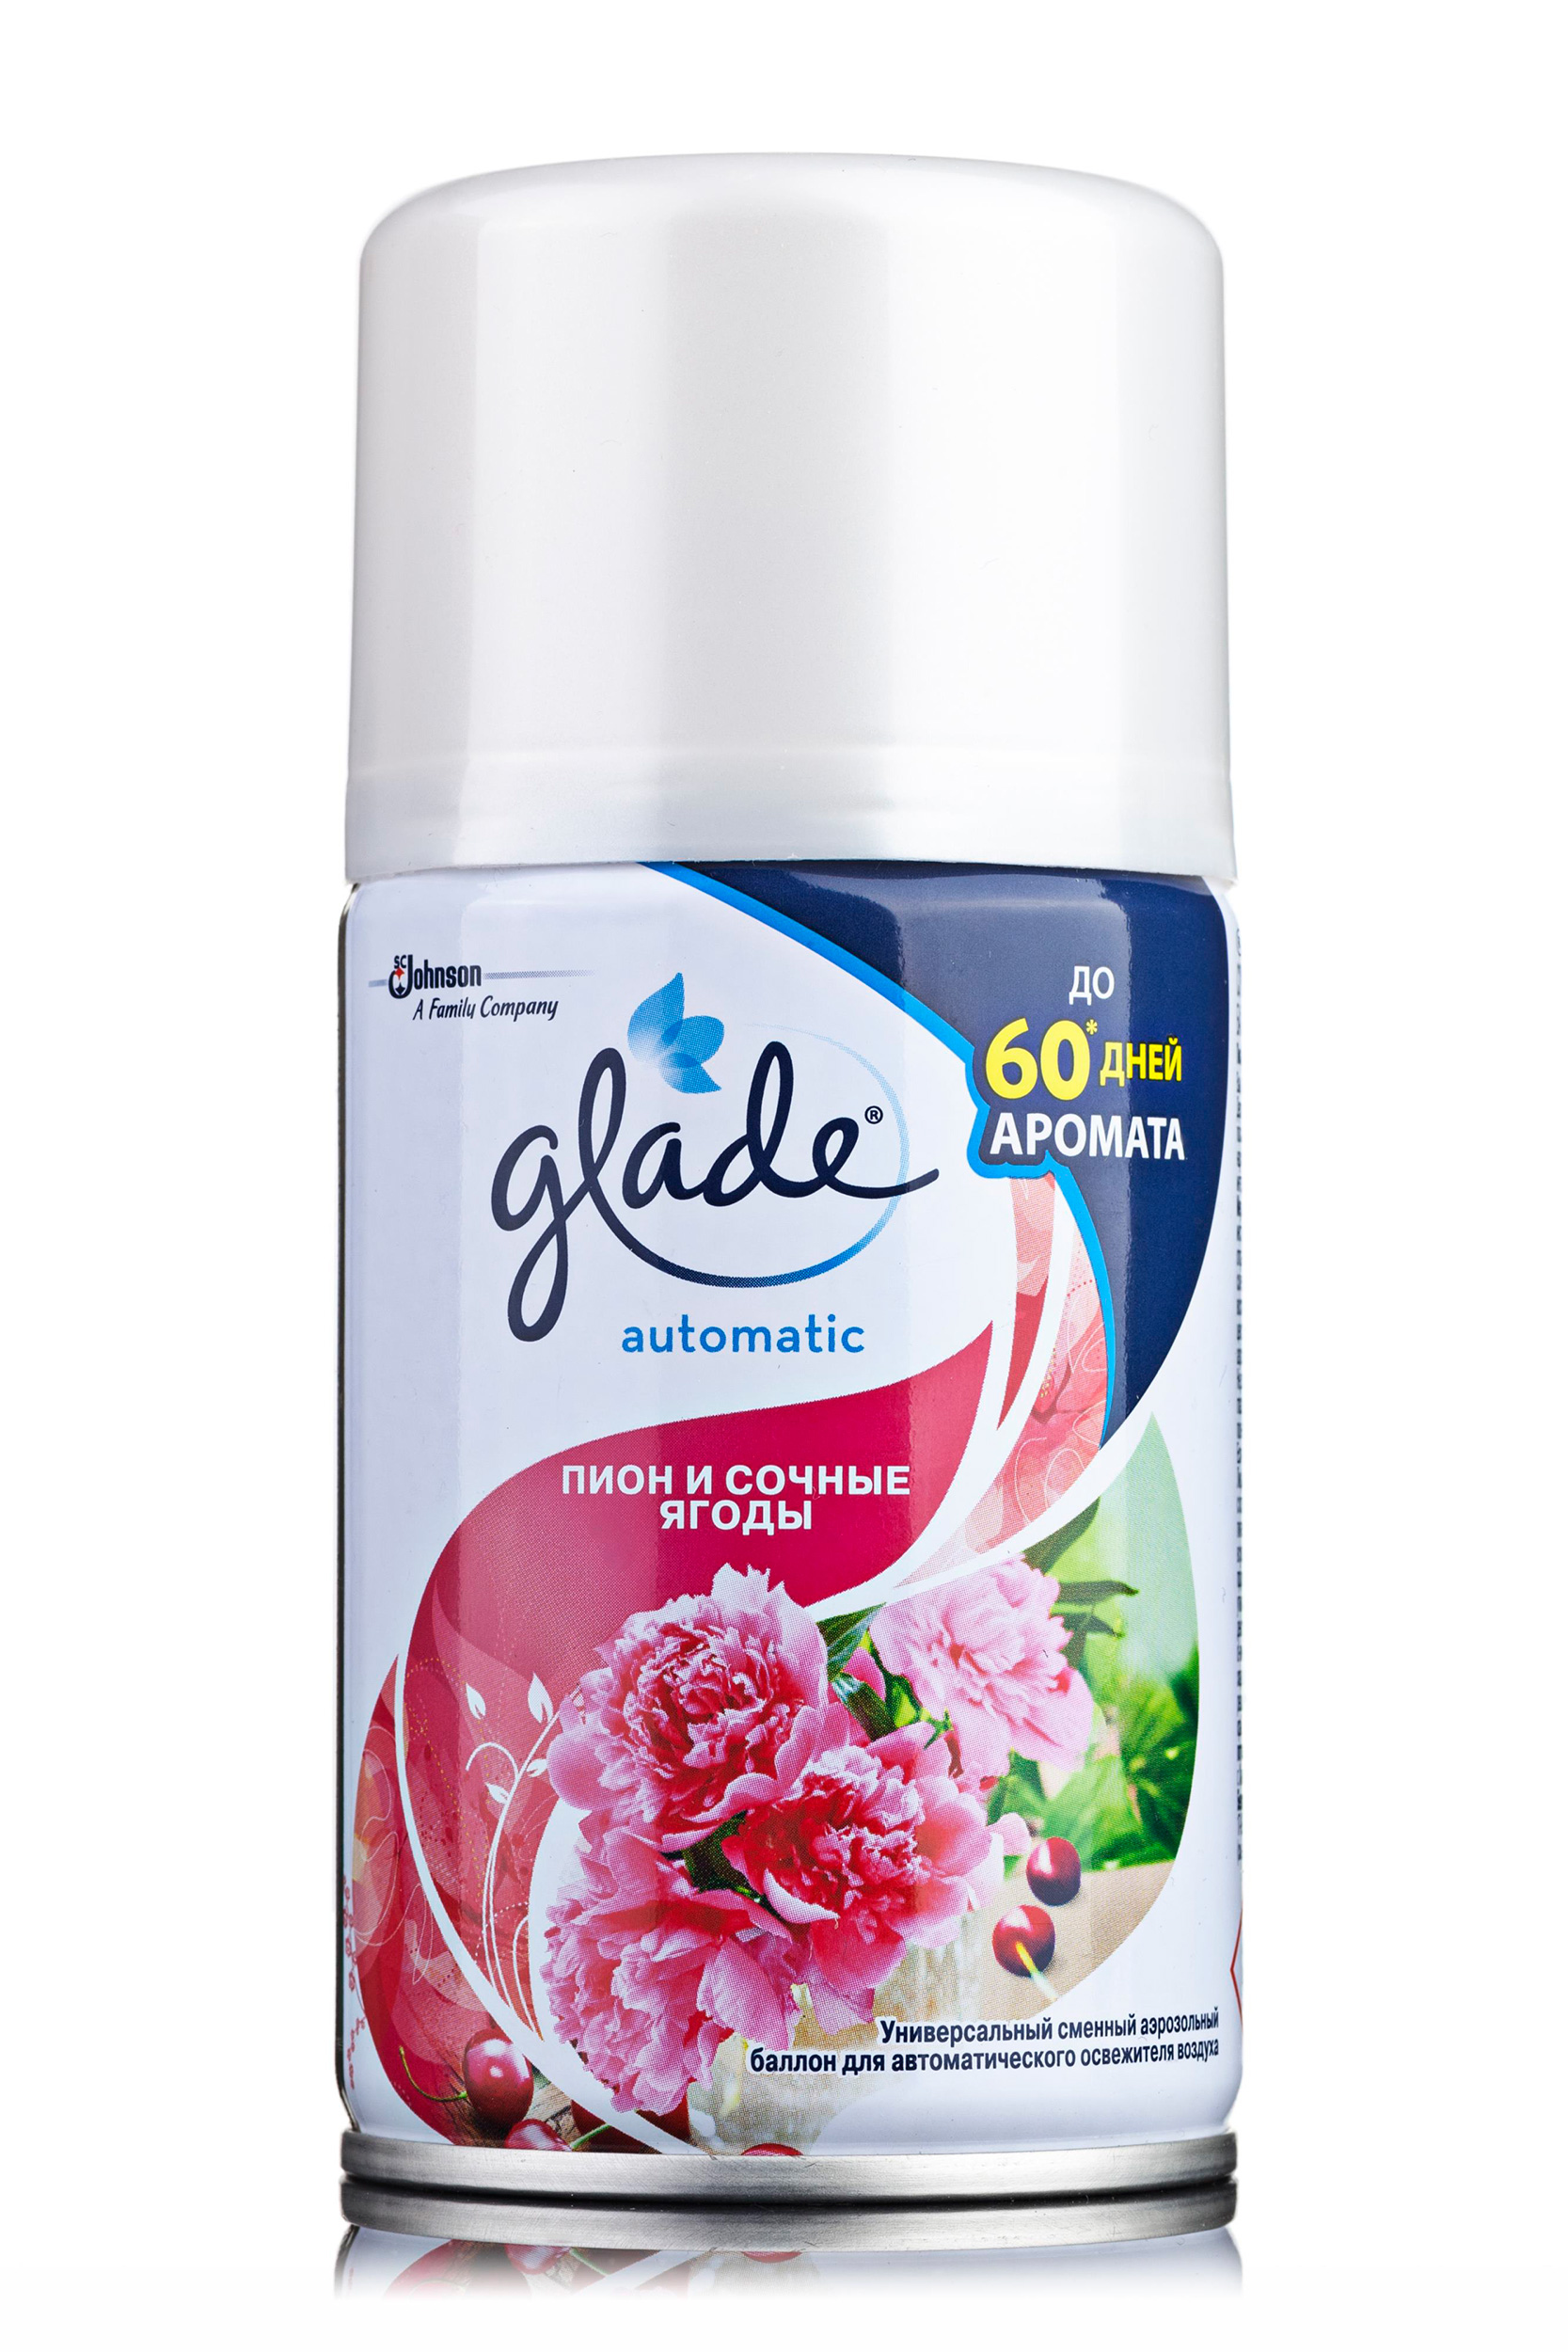 SC Johnson
A Family Company
glade®
automatic
ДО
60* ДНЕЙ
АРОМАТА
ПИОН И СОЧНЫЕ
ЯГОДЫ
Универсальный сменный аэрозольный
баллон для автоматического освежителя воздуха